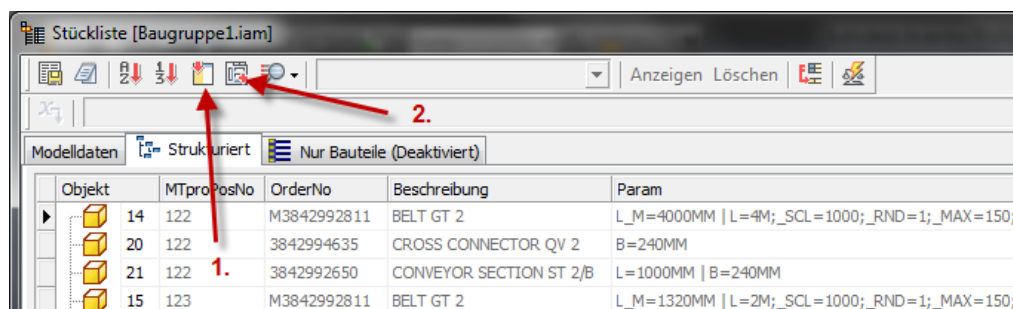 Stückliste [Baugruppe1.iam]
Anzeigen Löschen
2.
Modelldaten Strukturiert Nur Bauteile (Deaktiviert)
Objekt MTproPosNo OrderNo Beschreibung Param
14 122 M3842992811 BELT GT 2 L_M=4000MM | L=4M;_SCL=1000;_RND=1;_MAX=150;
20 122 3842994635 CROSS CONNECTOR QV 2 B=240MM
21 122 1. 3842992650 CONVEYOR SECTION ST 2/B L=1000MM | B=240MM
15 123 M3842992811 BELT GT 2 L_M=1320MM | L=2M;_SCL=1000;_RND=1;_MAX=150;